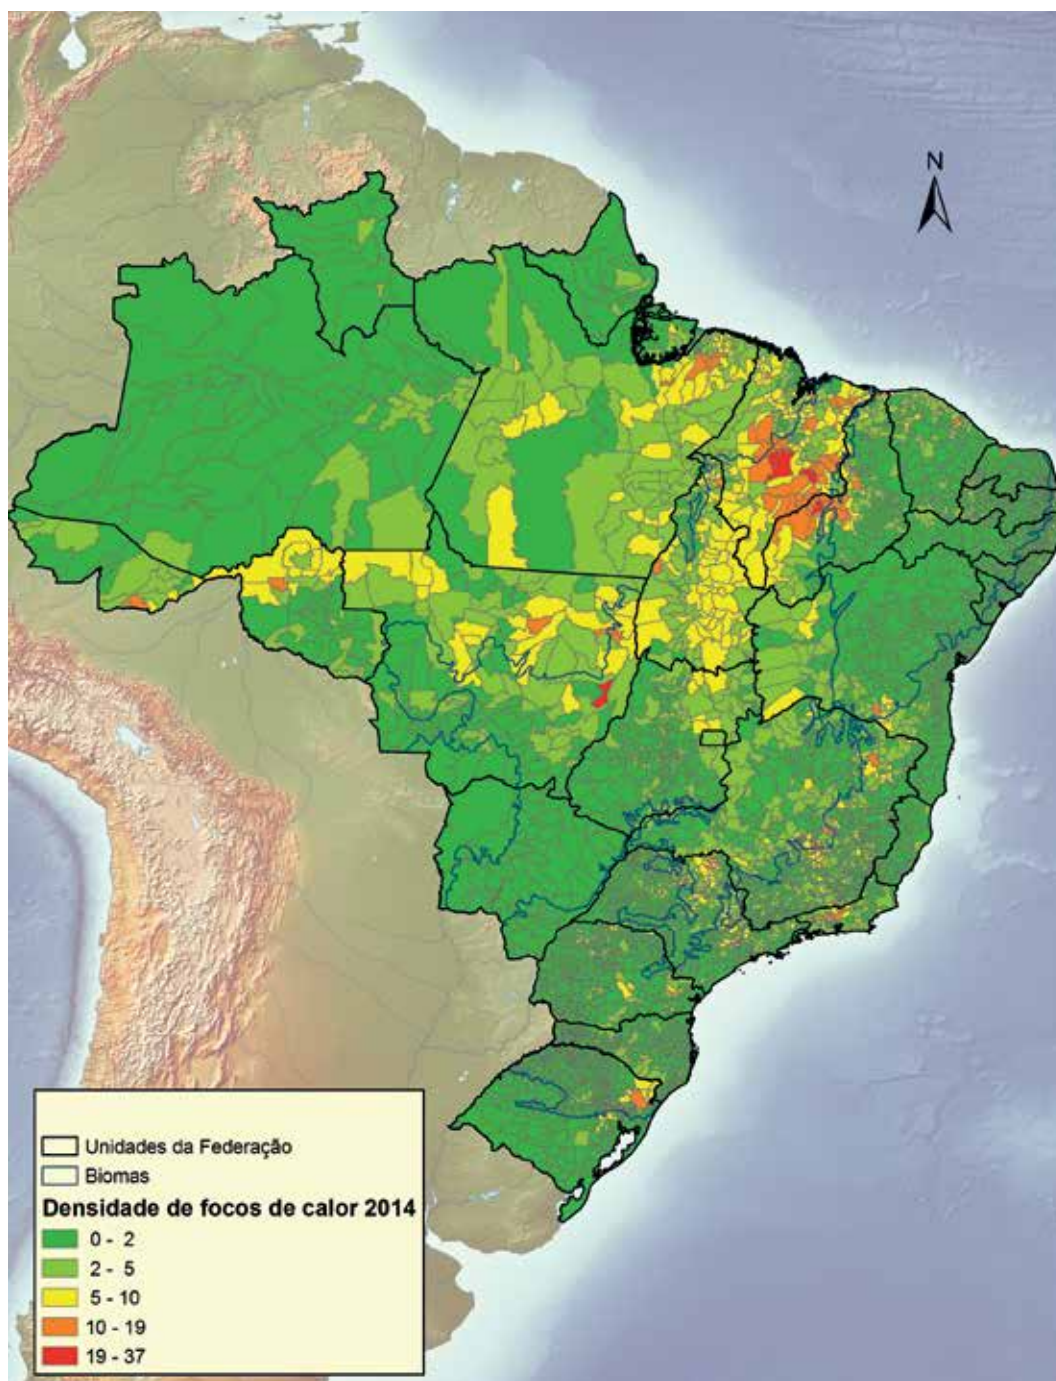 N
Unidades da Federação
Biomas
Densidade de focos de calor 2014
0 - 2
2 - 5
5 - 10
10 - 19
19 - 37